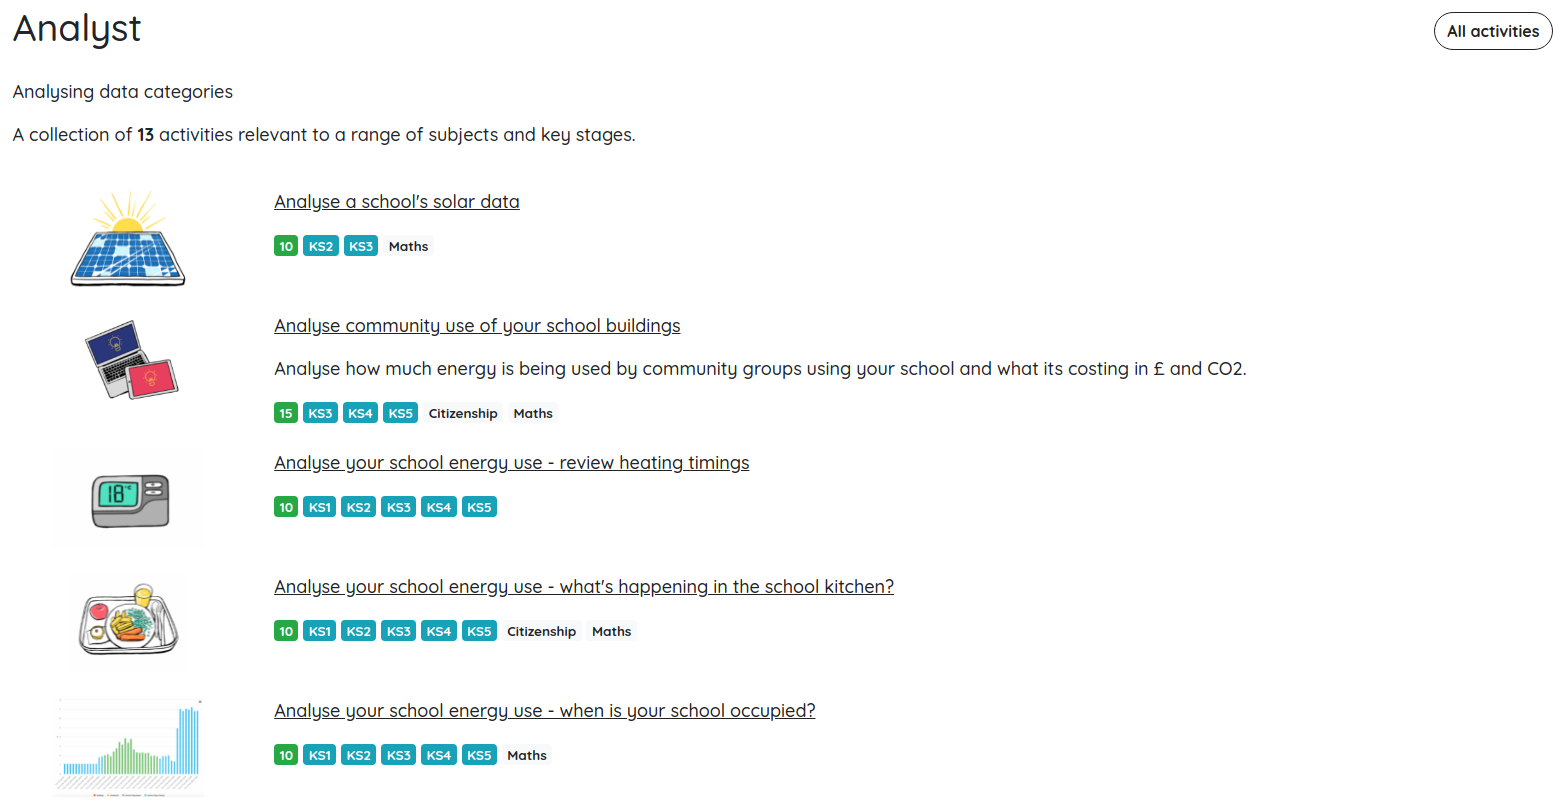 Analyst
All activities
Analysing data categories
A collection of 13 activities relevant to a range of subjects and key stages.
Analyse a school's solar data
10 KS2 KS3 Maths
Analyse community use of your school buildings
Analyse how much energy is being used by community groups using your school and what its costing in £ and CO2.
15 KS3 KS4 KS5 Citizenship Maths
Analyse your school energy use - review heating timings
18°C
10 KS1 KS2 KS3 KS4 KS5
Analyse your school energy use - what's happening in the school kitchen?
10 KS1 KS2 KS3 KS4 KS5 Citizenship Maths
Analyse your school energy use - when is your school occupied?
10 KS1 KS2 KS3 KS4 KS5 Maths